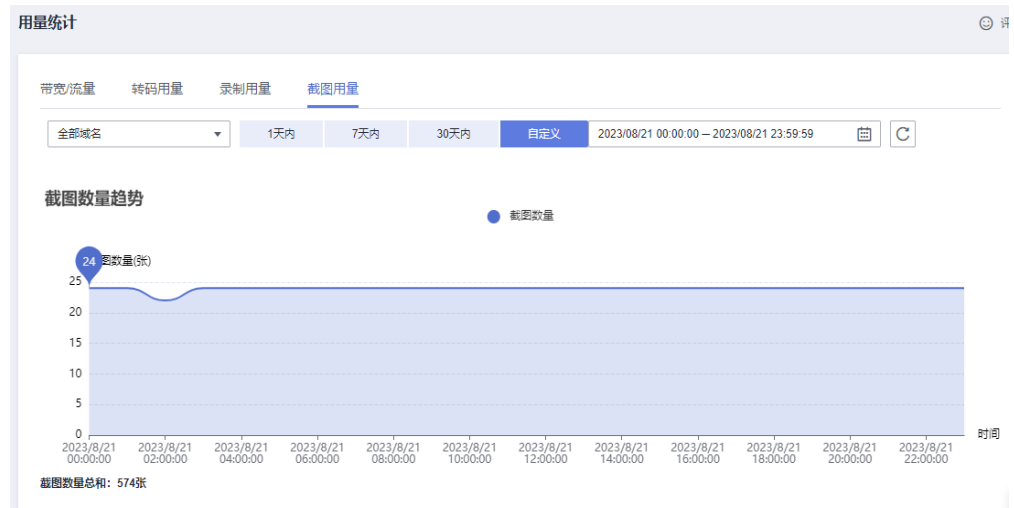 用量统计
带宽/流量 转码用量 录制用量 截图用量
全部域名 1天内 7天内 30天内 自定义 2023/08/21 00:00:00 — 2023/08/21 23:59:59
截图数量趋势
截图数量
24 图数量(张)
25
20
15
10
5
0
时间
2023/8/21 2023/8/21 2023/8/21 2023/8/21 2023/8/21 2023/8/21 2023/8/21 2023/8/21 2023/8/21 2023/8/21 2023/8/21 2023/8/21
00:00:00 02:00:00 04:00:00 06:00:00 08:00:00 10:00:00 12:00:00 14:00:00 16:00:00 18:00:00 20:00:00 22:00:00
截图数量总和：574张